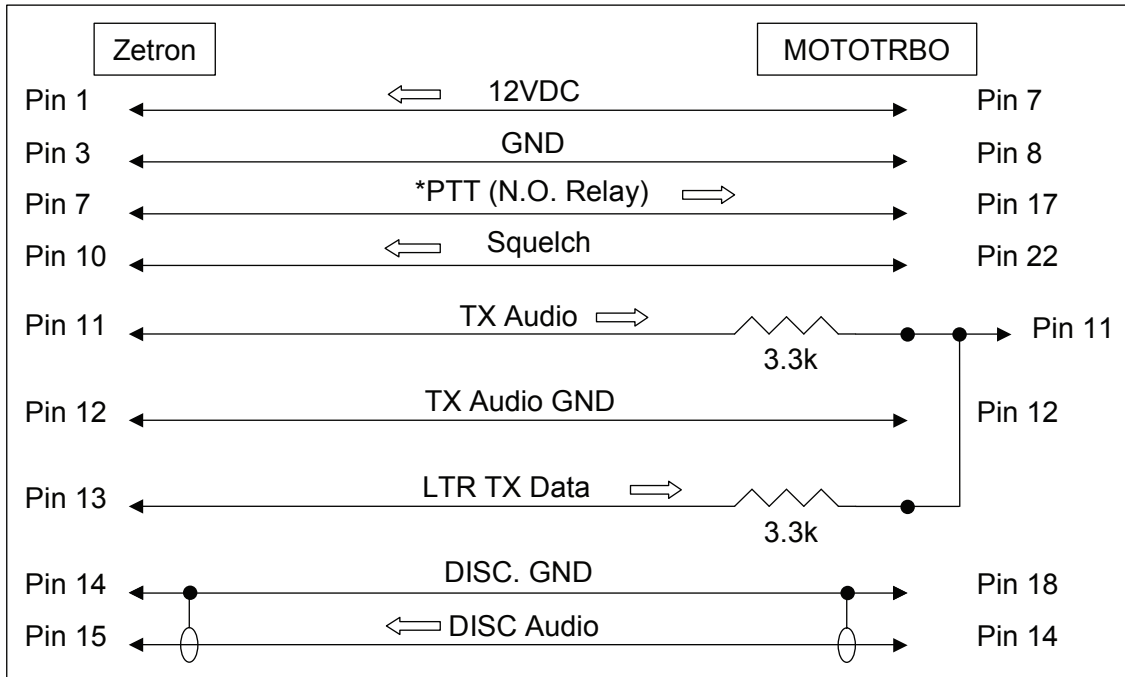 Zetron MOTOTRBO
Pin 1 12VDC Pin 7
Pin 3 GND Pin 8
Pin 7 *PTT (N.O. Relay) Pin 17
Pin 10 Squelch Pin 22
Pin 11 TX Audio Pin 11
3.3k
Pin 12 TX Audio GND Pin 12
Pin 13 LTR TX Data
3.3k
Pin 14 DISC. GND Pin 18
Pin 15 DISC Audio Pin 14